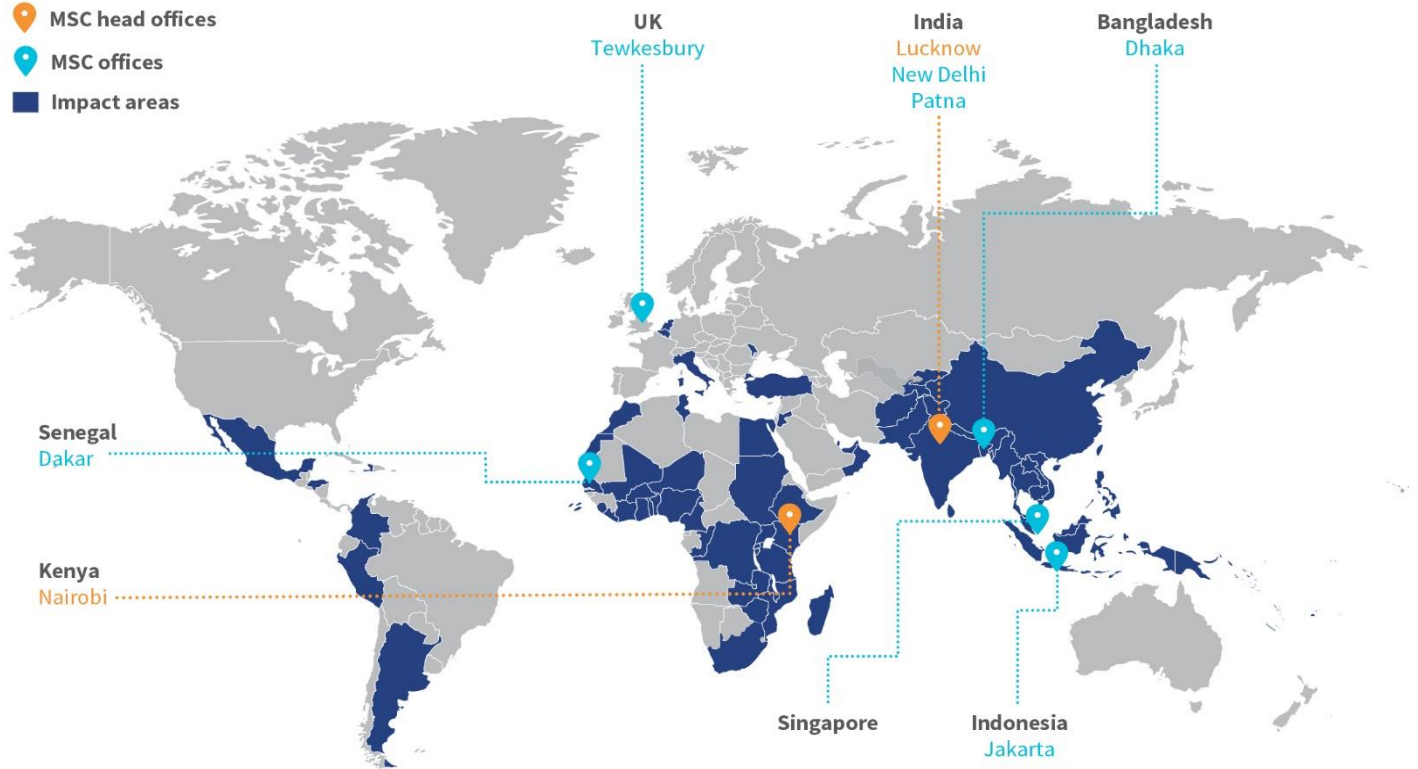 MSC head offices
MSC offices
Impact areas
UK
Tewkesbury
India
Lucknow
New Delhi
Patna
Bangladesh
Dhaka
Senegal
Dakar
Kenya
Nairobi
Singapore
Indonesia
Jakarta